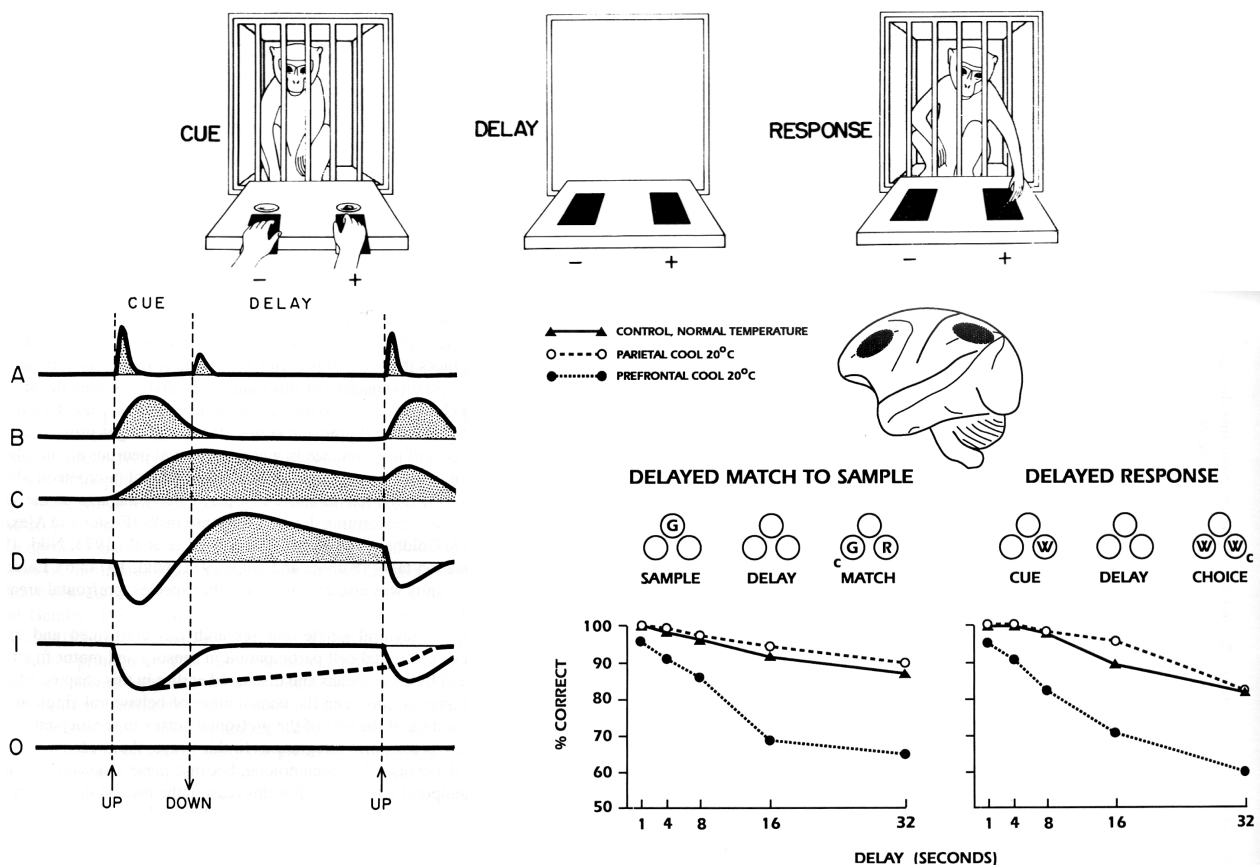 CUE
DELAY
RESPONSE
− +
− +
− +
CUE DELAY
A
B
C
D
I
O
UP DOWN UP
CONTROL, NORMAL TEMPERATURE
PARIETAL COOL 20°C
PREFRONTAL COOL 20°C
DELAYED MATCH TO SAMPLE
G
C G R
SAMPLE DELAY MATCH
DELAYED RESPONSE
W
W W C
CUE DELAY CHOICE
% CORRECT
100
90
80
70
60
50
1 4 8 16 32
1 4 8 16 32
DELAY (SECONDS)